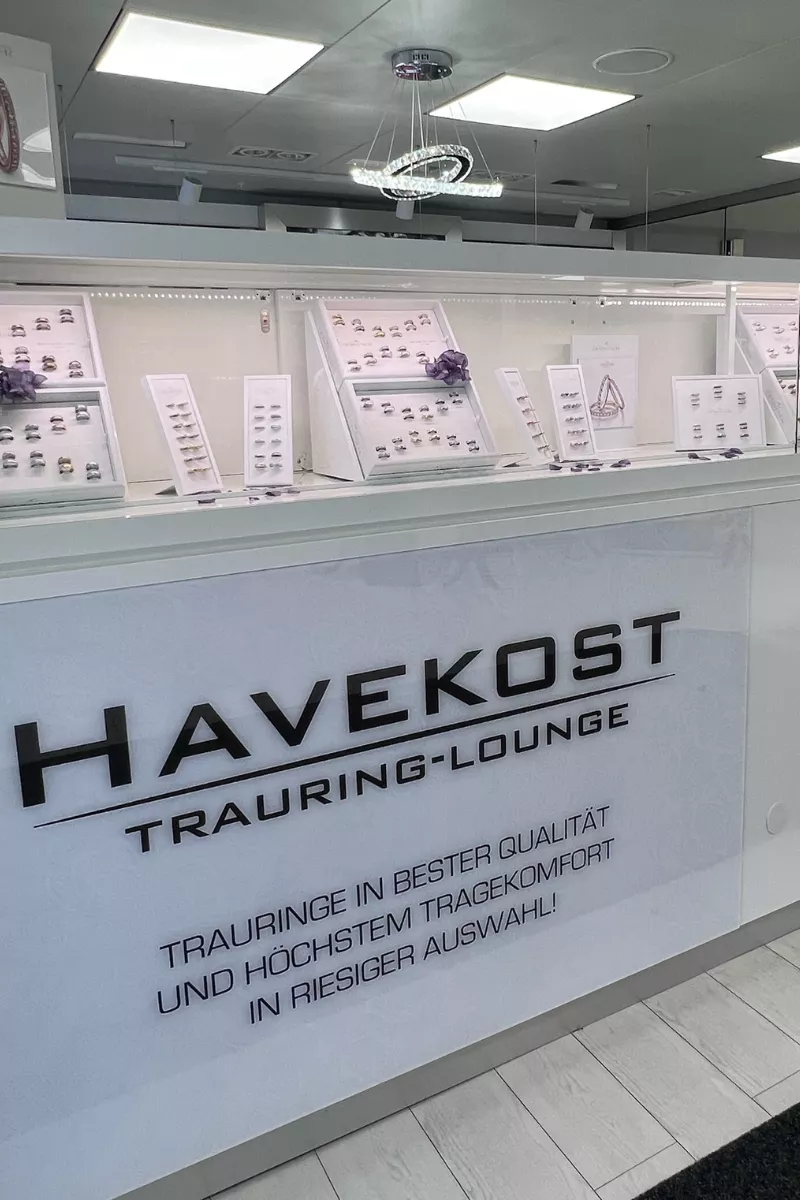 HAVEKOST
TRAURING-LOUNGE
TRAURINGE IN BESTER QUALITÄT
UND HÖCHSTEM TRAGEKOMFORT
IN RIESIGER AUSWAHL!